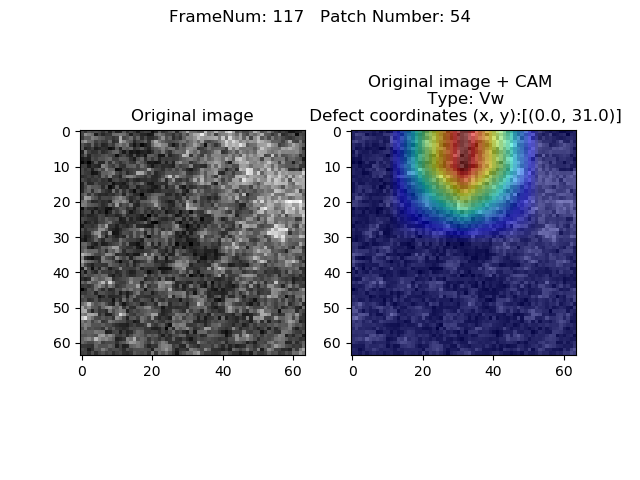 FrameNum: 117   Patch Number: 54
Original image
Original image + CAM
Type: Vw
Defect coordinates (x, y):[(0.0, 31.0)]
0
10
20
30
40
50
60
0 20 40 60
0
10
20
30
40
50
60
0 20 40 60